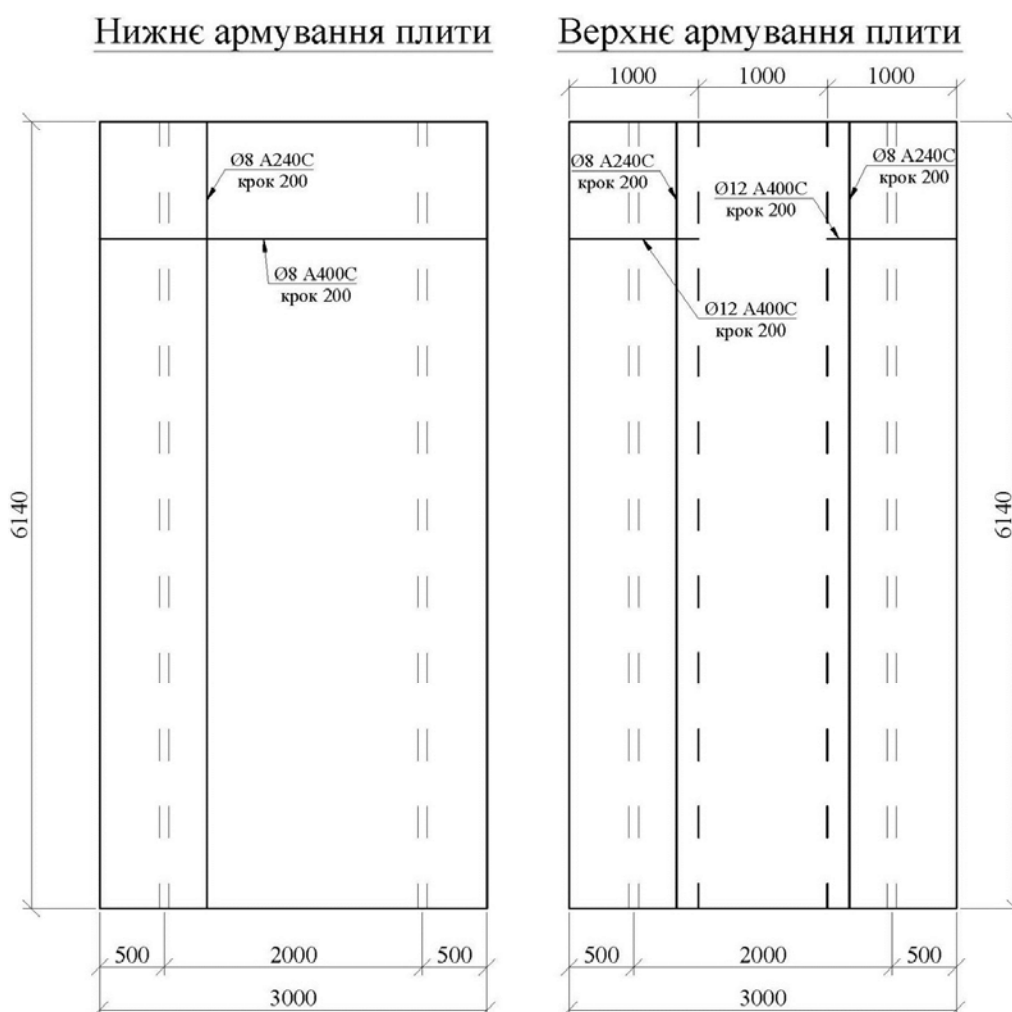 Нижнє армування плити
Верхнє армування плити
1000
1000
1000
Ø8 А240С
крок 200
Ø8 А400С
крок 200
6140
500
2000
500
3000
Ø8 А240С
крок 200
Ø12 А400С
крок 200
Ø8 А240С
крок 200
Ø12 А400С
крок 200
6140
500
2000
500
3000